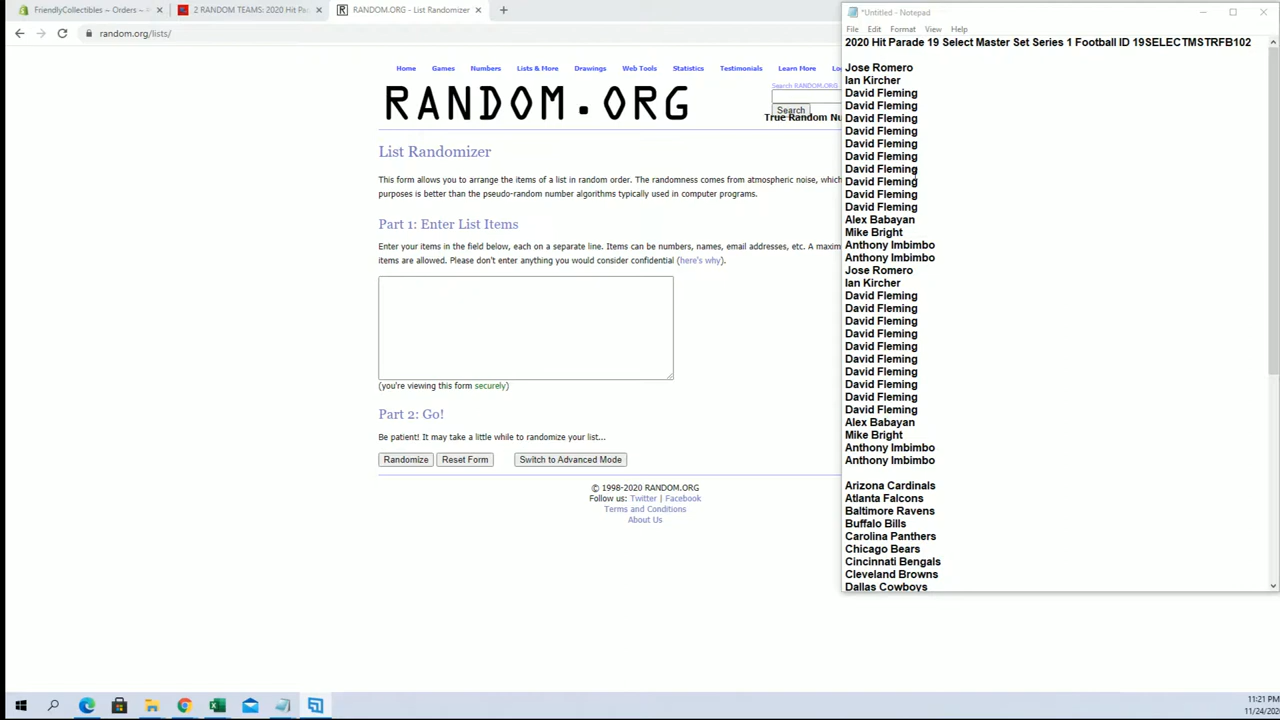 FriendlyCollectibles ~ Orders ~
2 RANDOM TEAMS: 2020 Hit Pa
RANDOM.ORG - List Randomizer
random.org/lists/
Home Games Numbers Lists & More Drawings Web Tools Statistics Testimonials Learn More Lo
RANDOM.ORG
Search RANDOM.ORG
Search
True Random Nu
List Randomizer
This form allows you to arrange the items of a list in random order. The randomness comes from atmospheric noise, which
purposes is better than the pseudo-random number algorithms typically used in computer programs.
Part 1: Enter List Items
Enter your items in the field below, each on a separate line. Items can be numbers, names, email addresses, etc. A maxim
items are allowed. Please don't enter anything you would consider confidential (here's why).
(you're viewing this form securely)
Part 2: Go!
Be patient! It may take a little while to randomize your list...
Randomize Reset Form Switch to Advanced Mode
© 1998-2020 RANDOM.ORG
Follow us: Twitter | Facebook
Terms and Conditions
About Us
*Untitled - Notepad
File Edit Format View Help
2020 Hit Parade 19 Select Master Set Series 1 Football ID 19SELECTMSTRFB102
Jose Romero
Ian Kircher
David Fleming
David Fleming
David Fleming
David Fleming
David Fleming
David Fleming
David Fleming
David Fleming
David Fleming
David Fleming
Alex Babayan
Mike Bright
Anthony Imbimbo
Anthony Imbimbo
Jose Romero
Ian Kircher
David Fleming
David Fleming
David Fleming
David Fleming
David Fleming
David Fleming
David Fleming
David Fleming
David Fleming
David Fleming
Alex Babayan
Mike Bright
Anthony Imbimbo
Anthony Imbimbo
Arizona Cardinals
Atlanta Falcons
Baltimore Ravens
Buffalo Bills
Carolina Panthers
Chicago Bears
Cincinnati Bengals
Cleveland Browns
Dallas Cowboys
11:21 PM
11/24/202